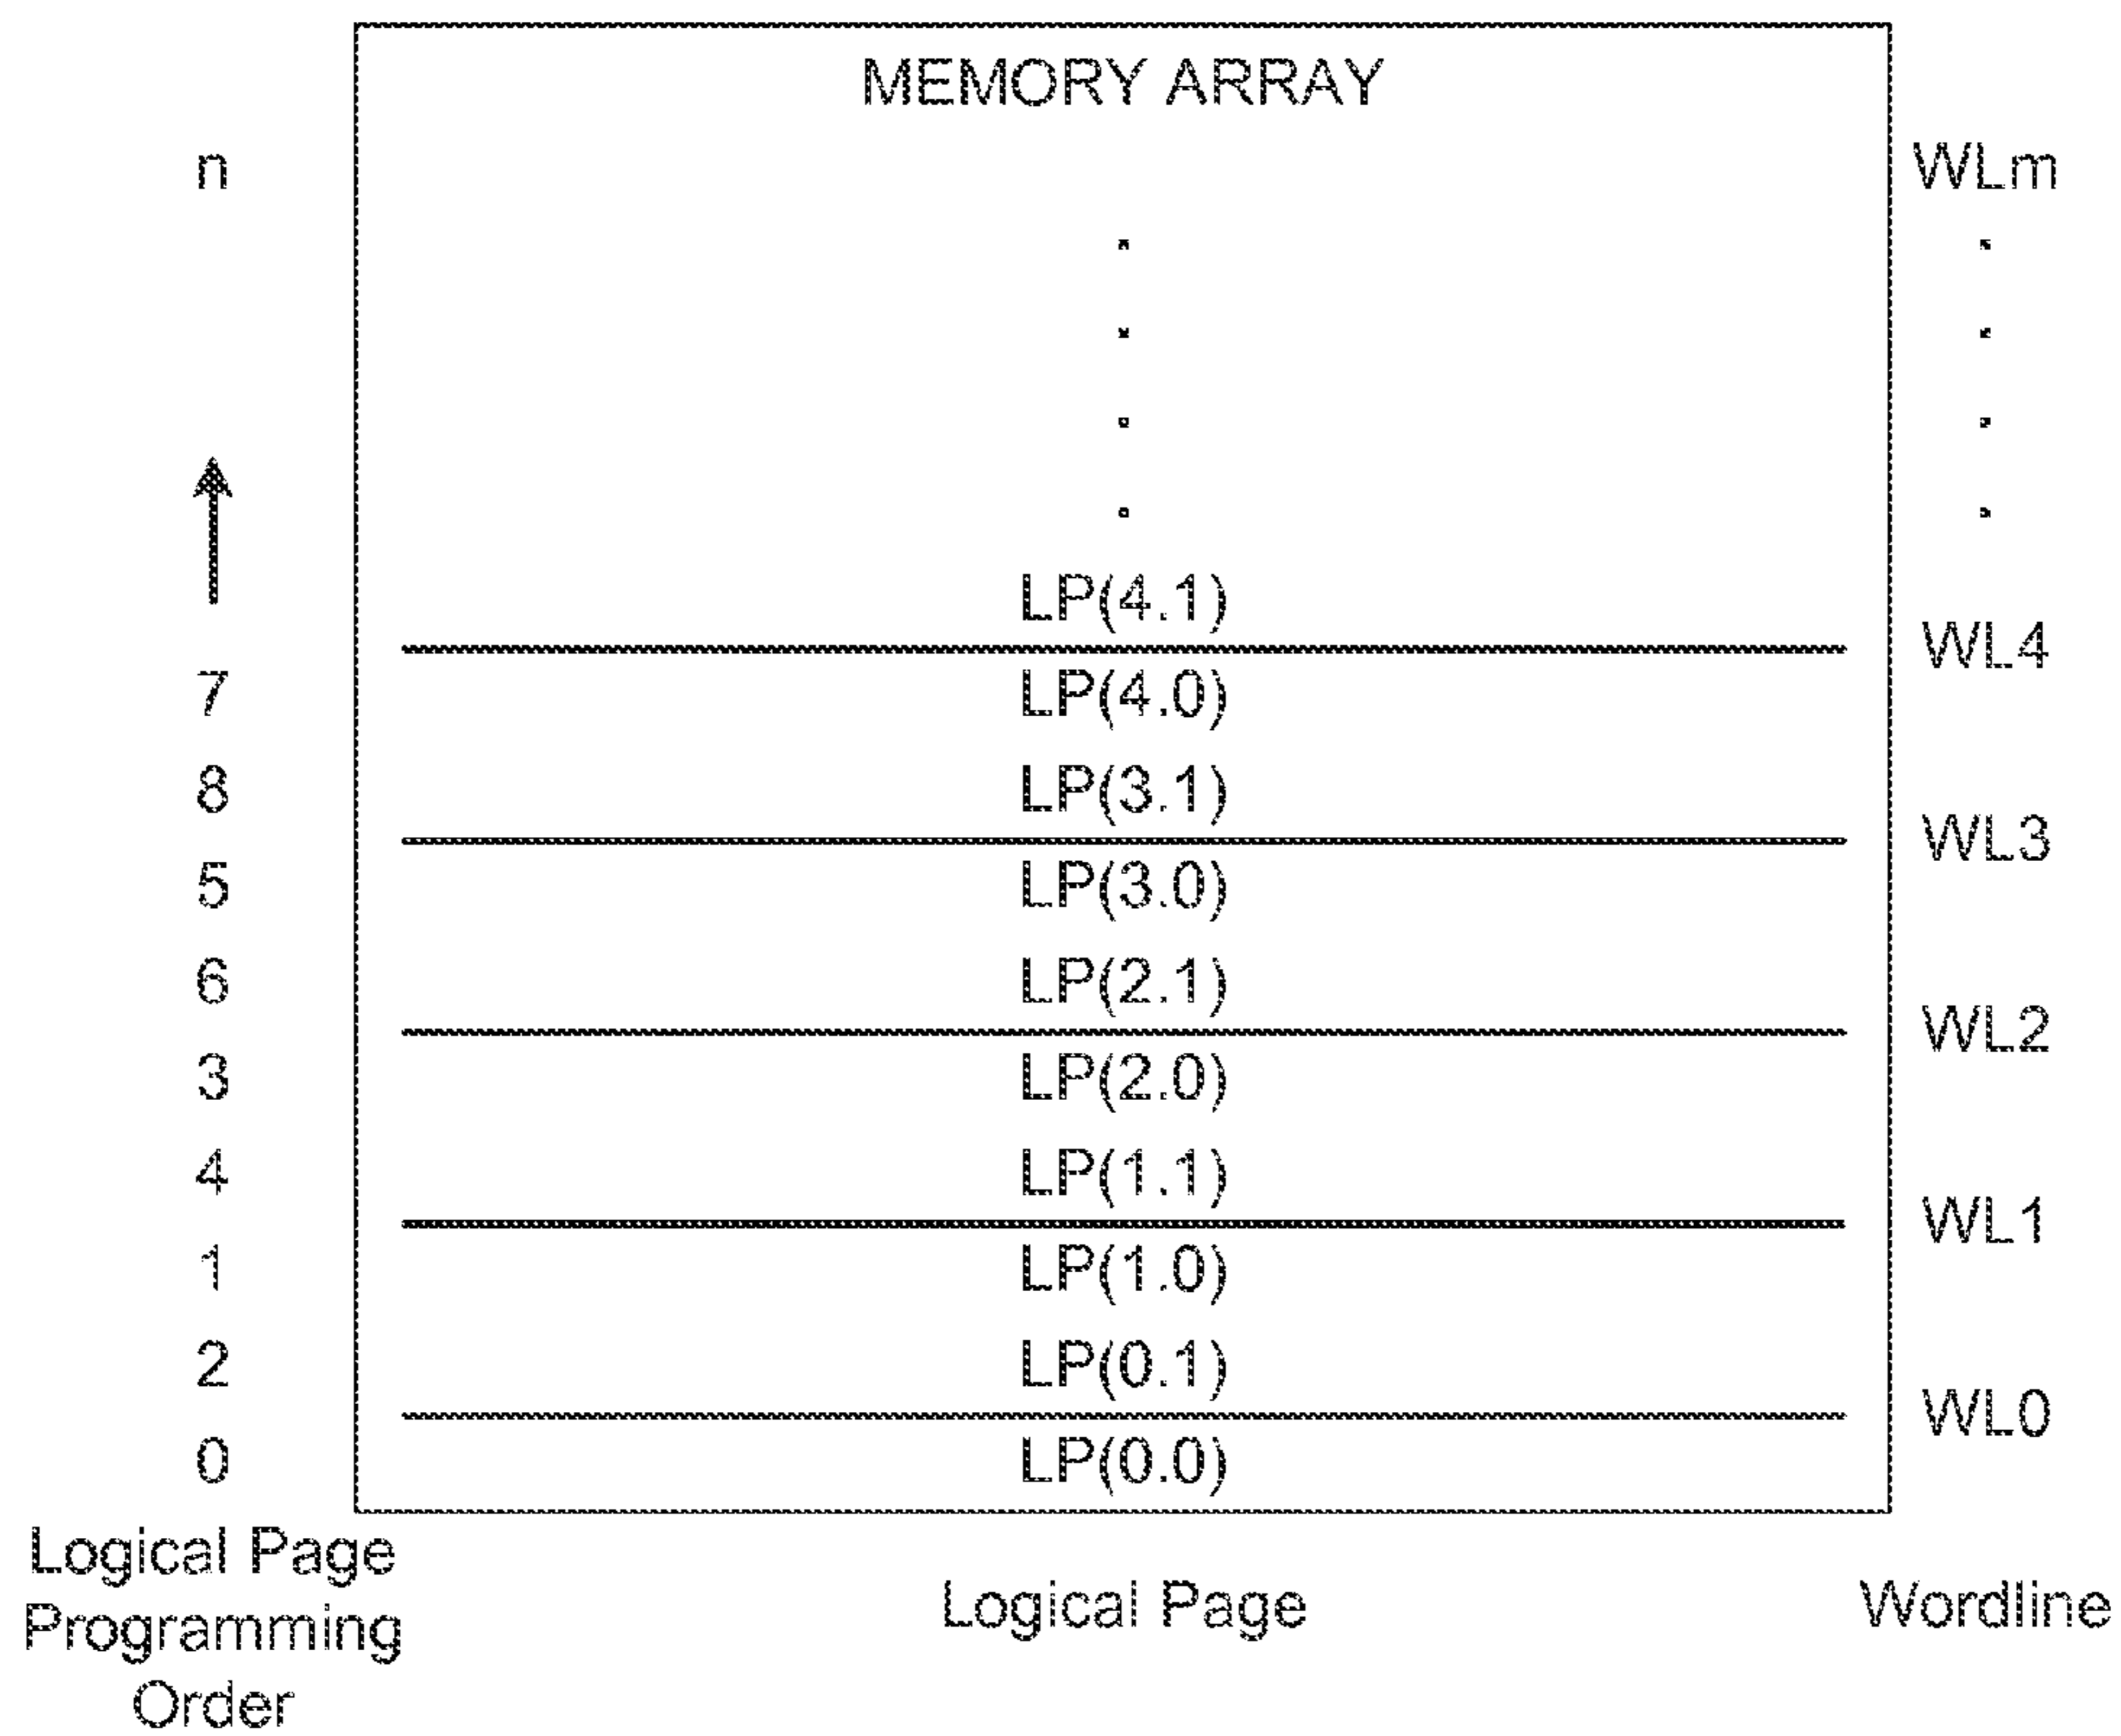 MEMORY ARRAY
n WLm
LP(4.1)
WL4
7 LP(4.0)
8 LP(3.1)
WL3
5 LP(3.0)
6 LP(2.1)
WL2
3 LP(2.0)
4 LP(1.1)
WL1
1 LP(1.0)
2 LP(0.1)
WL0
0 LP(0.0)
Logical Page
Programming
Order
Logical Page
Wordline